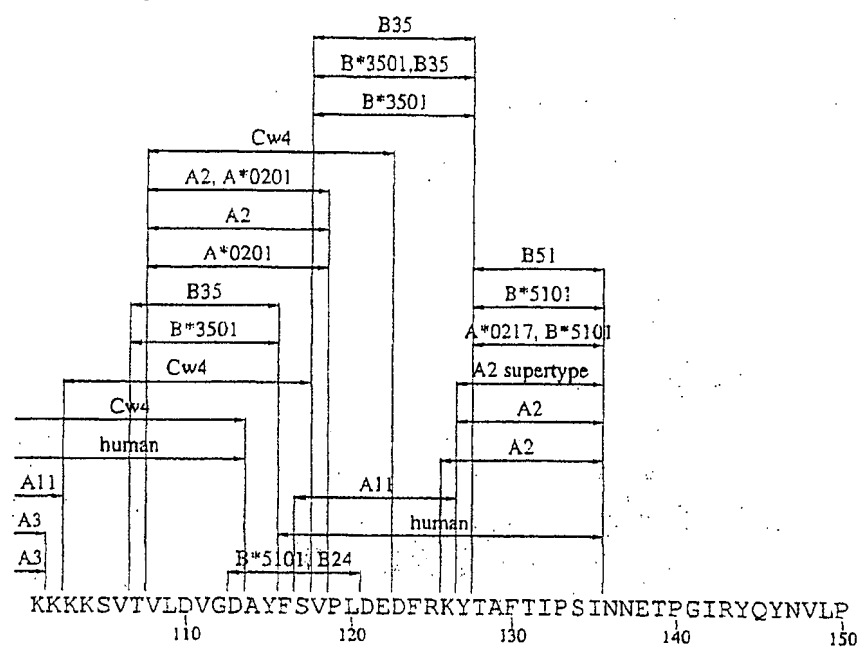 B35
B*3501,B35
B*3501
Cw4
A2, A*0201
A2
A*0201
B51
B35
B*5101
B*3501
A*0217, B*5101
Cw4
A2 supertype
Cw4
A2
human
A2
A11
A11
A3
human
A3
B*5101, B24
KKKKKSVTVLDVGDAYFSVPLDEDFRKYTAFTIPSINNETPGIRYQYNVLP
110
120
130
140
150